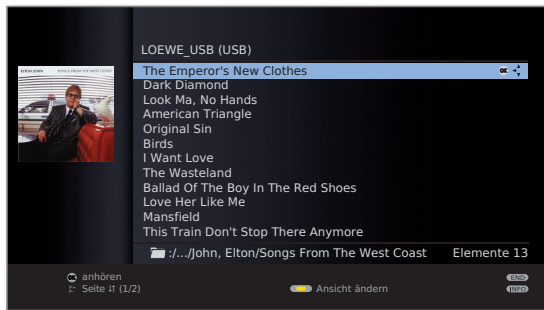 LOEWE_USB (USB)
ELTON JOHN SONGS FROM THE WEST COAST
The Emperor's New Clothes OK
Dark Diamond
Look Ma, No Hands
American Triangle
Original Sin
Birds
I Want Love
The Wasteland
Ballad Of The Boy In The Red Shoes
Love Her Like Me
Mansfield
This Train Don't Stop There Anymore
:/.../John, Elton/Songs From The West Coast Elemente 13
OK anhören END
Seite ↓↑ (1/2) Ansicht ändern INFO